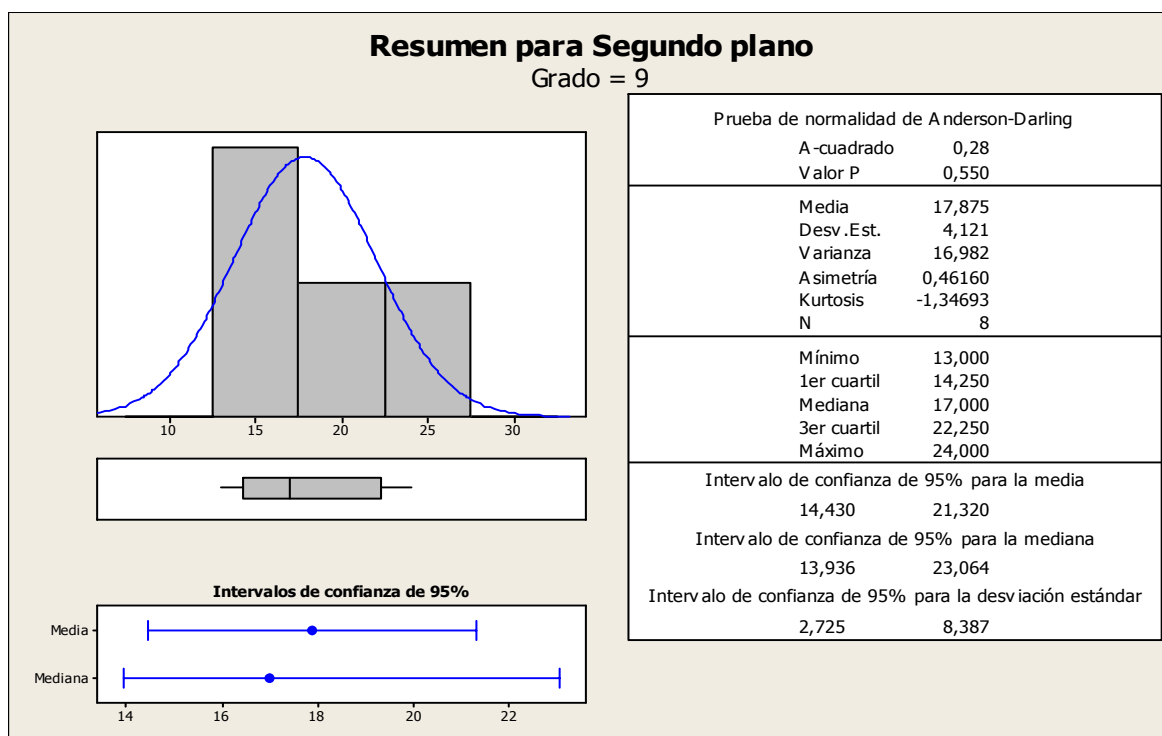 Resumen para Segundo plano
Grado = 9
10 15 20 25 30
Intervalos de confianza de 95%
Media
Mediana
14 16 18 20 22
Prueba de normalidad de Anderson-Darling
A-cuadrado 0,28
Valor P 0,550
Media 17,875
Desv.Est. 4,121
Varianza 16,982
Asimetría 0,46160
Kurtosis -1,34693
N 8
Mínimo 13,000
1er cuartil 14,250
Mediana 17,000
3er cuartil 22,250
Máximo 24,000
Intervalo de confianza de 95% para la media
14,430 21,320
Intervalo de confianza de 95% para la mediana
13,936 23,064
Intervalo de confianza de 95% para la desviación estándar
2,725 8,387